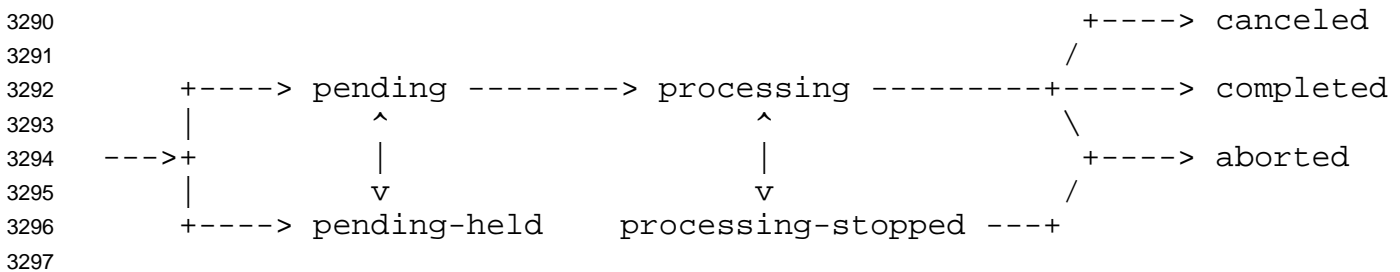 3290                                                        +----> canceled
3291                                                       /
3292     +----> pending --------> processing ---------+------> completed
3293     |         ^                   ^               \
3294 --->+         |                   |                +----> aborted
3295     |         v                   v               /
3296     +----> pending-held    processing-stopped ---+
3297